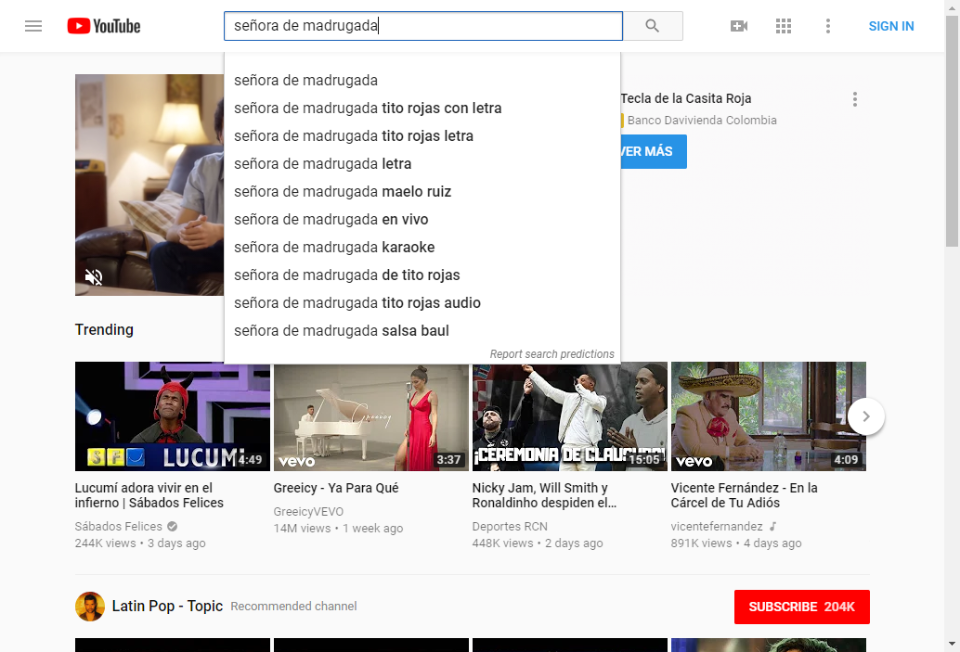 YouTube
señora de madrugada
SIGN IN
señora de madrugada
señora de madrugada tito rojas con letra
señora de madrugada tito rojas letra
señora de madrugada letra
señora de madrugada maelo ruiz
señora de madrugada en vivo
señora de madrugada karaoke
señora de madrugada de tito rojas
señora de madrugada tito rojas audio
señora de madrugada salsa baul
Report search predictions
Tecla de la Casita Roja
Banco Davivienda Colombia
VER MÁS
Trending
SF
LUCUMÍ
4:49
Greeicy
vevo
3:37
¡CEREMONIA DE CLAUSURA!
15:05
vevo
4:09
Lucumí adora vivir en el
infierno | Sábados Felices
Sábados Felices
244K views • 3 days ago
Greeicy - Ya Para Qué
GreeicyVEVO
14M views • 1 week ago
Nicky Jam, Will Smith y
Ronaldinho despiden el...
Deportes RCN
448K views • 2 days ago
Vicente Fernández - En la
Cárcel de Tu Adiós
vicentefernandez
891K views • 4 days ago
Latin Pop - Topic Recommended channel
SUBSCRIBE 204K